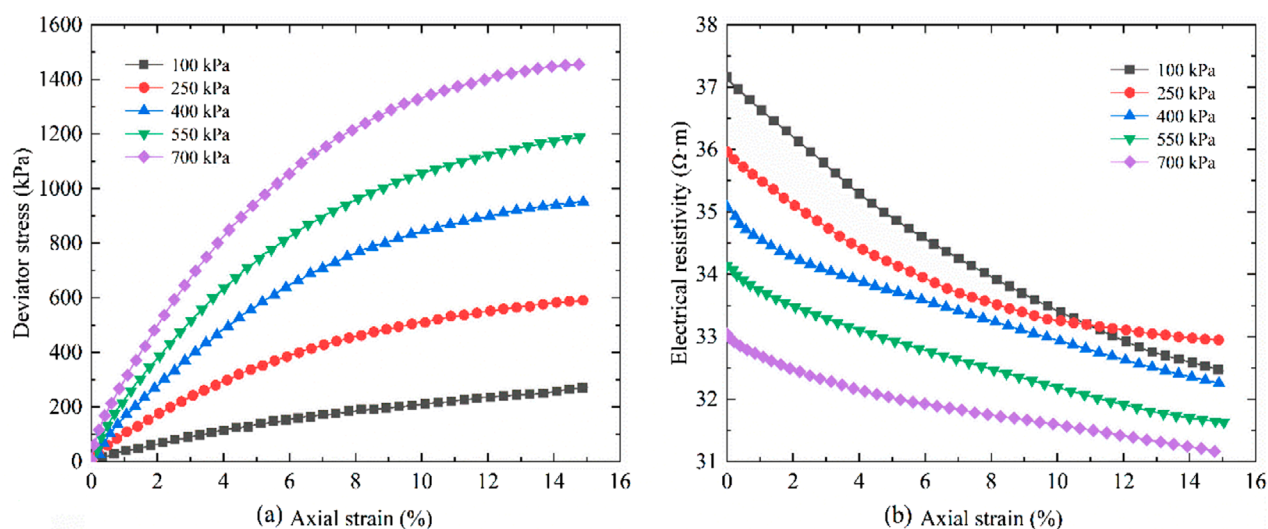 1600
1400
1200
1000
800
600
400
200
0
Deviator stress (kPa)
100 kPa
250 kPa
400 kPa
550 kPa
700 kPa
0 2 4 6 8 10 12 14 16
(a) Axial strain (%)
38
37
36
35
34
33
32
31
Electrical resistivity (Ω·m)
100 kPa
250 kPa
400 kPa
550 kPa
700 kPa
0 2 4 6 8 10 12 14 16
(b) Axial strain (%)